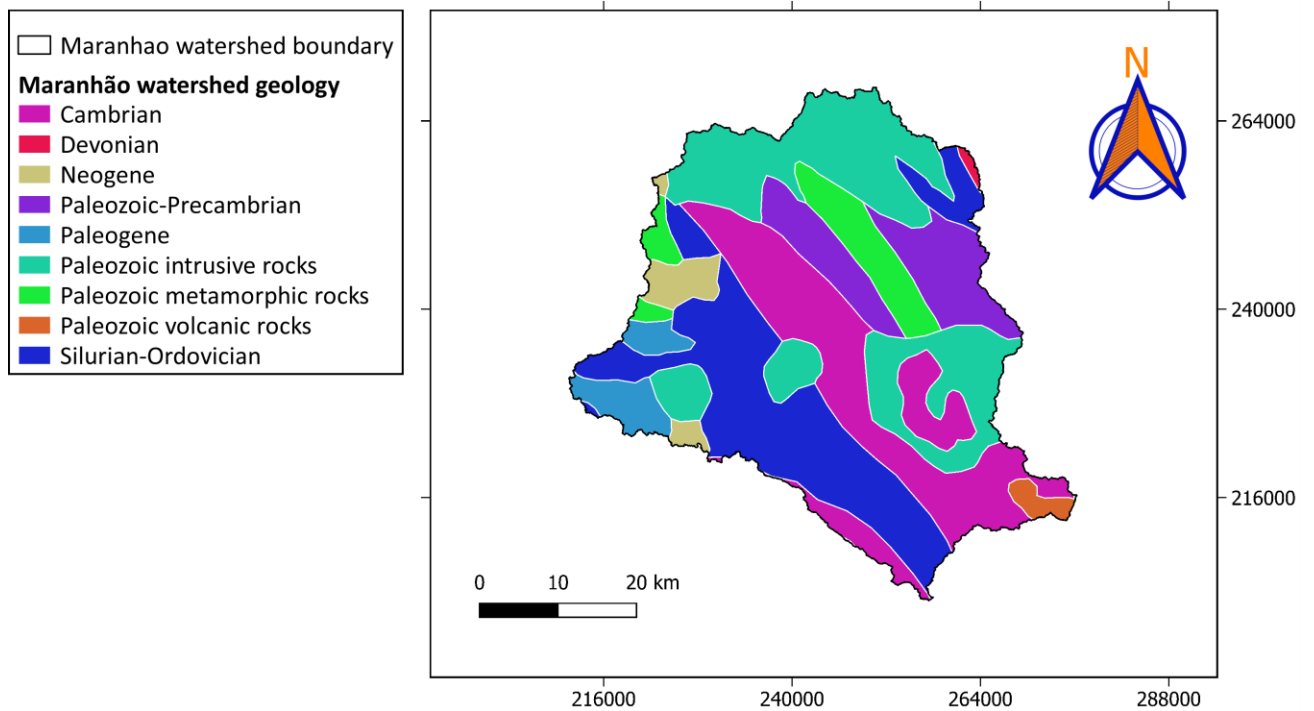 Maranhao watershed boundary
Maranhão watershed geology
Cambrian
Devonian
Neogene
Paleozoic-Precambrian
Paleogene
Paleozoic intrusive rocks
Paleozoic metamorphic rocks
Paleozoic volcanic rocks
Silurian-Ordovician
N
264000
240000
216000
0 10 20 km
216000 240000 264000 288000